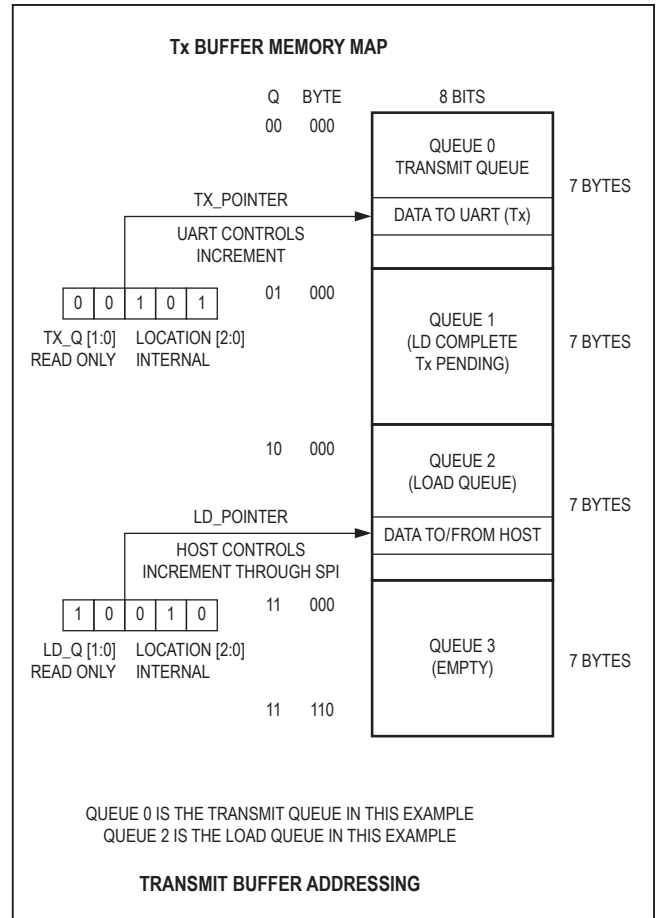 Tx BUFFER MEMORY MAP
Q BYTE 8 BITS
00 000
QUEUE 0
TRANSMIT QUEUE
7 BYTES
TX_POINTER
DATA TO UART (Tx)
UART CONTROLS
INCREMENT
0 0 1 0 1
01 000
TX_Q [1:0] LOCATION [2:0]
READ ONLY INTERNAL
QUEUE 1
(LD COMPLETE
Tx PENDING)
7 BYTES
10 000
QUEUE 2
(LOAD QUEUE)
7 BYTES
LD_POINTER
DATA TO/FROM HOST
HOST CONTROLS
INCREMENT THROUGH SPI
1 0 0 1 0
11 000
LD_Q [1:0] LOCATION [2:0]
READ ONLY INTERNAL
QUEUE 3
(EMPTY)
7 BYTES
11 110
QUEUE 0 IS THE TRANSMIT QUEUE IN THIS EXAMPLE
QUEUE 2 IS THE LOAD QUEUE IN THIS EXAMPLE
TRANSMIT BUFFER ADDRESSING